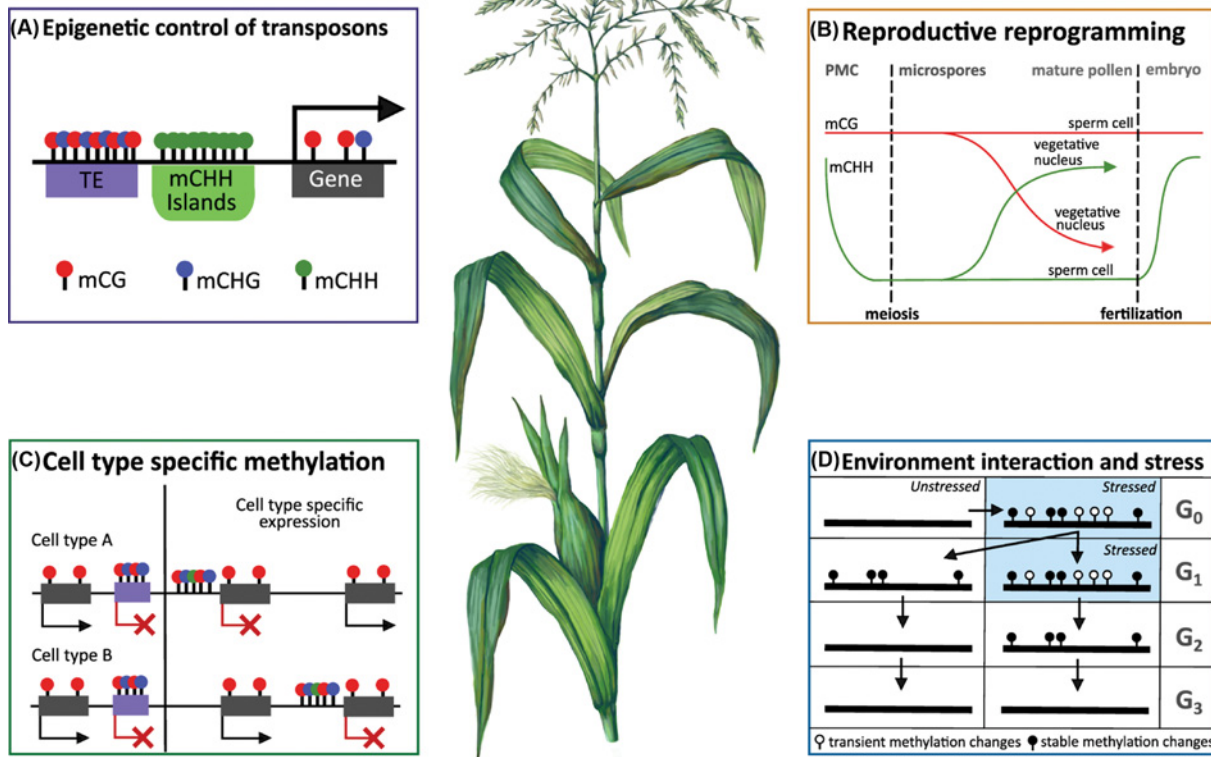 (A) Epigenetic control of transposons
TE
mCHH
Islands
Gene
mCG
mCHG
mCHH
(B) Reproductive reprogramming
PMC
microspores
mature pollen
embryo
mCG
sperm cell
mCHH
vegetative
nucleus
vegetative
nucleus
sperm cell
meiosis
fertilization
(C) Cell type specific methylation
Cell type specific
expression
Cell type A
Cell type B
(D) Environment interaction and stress
Unstressed
Stressed
G0
Stressed
G1
G2
G3
transient methylation changes
stable methylation changes